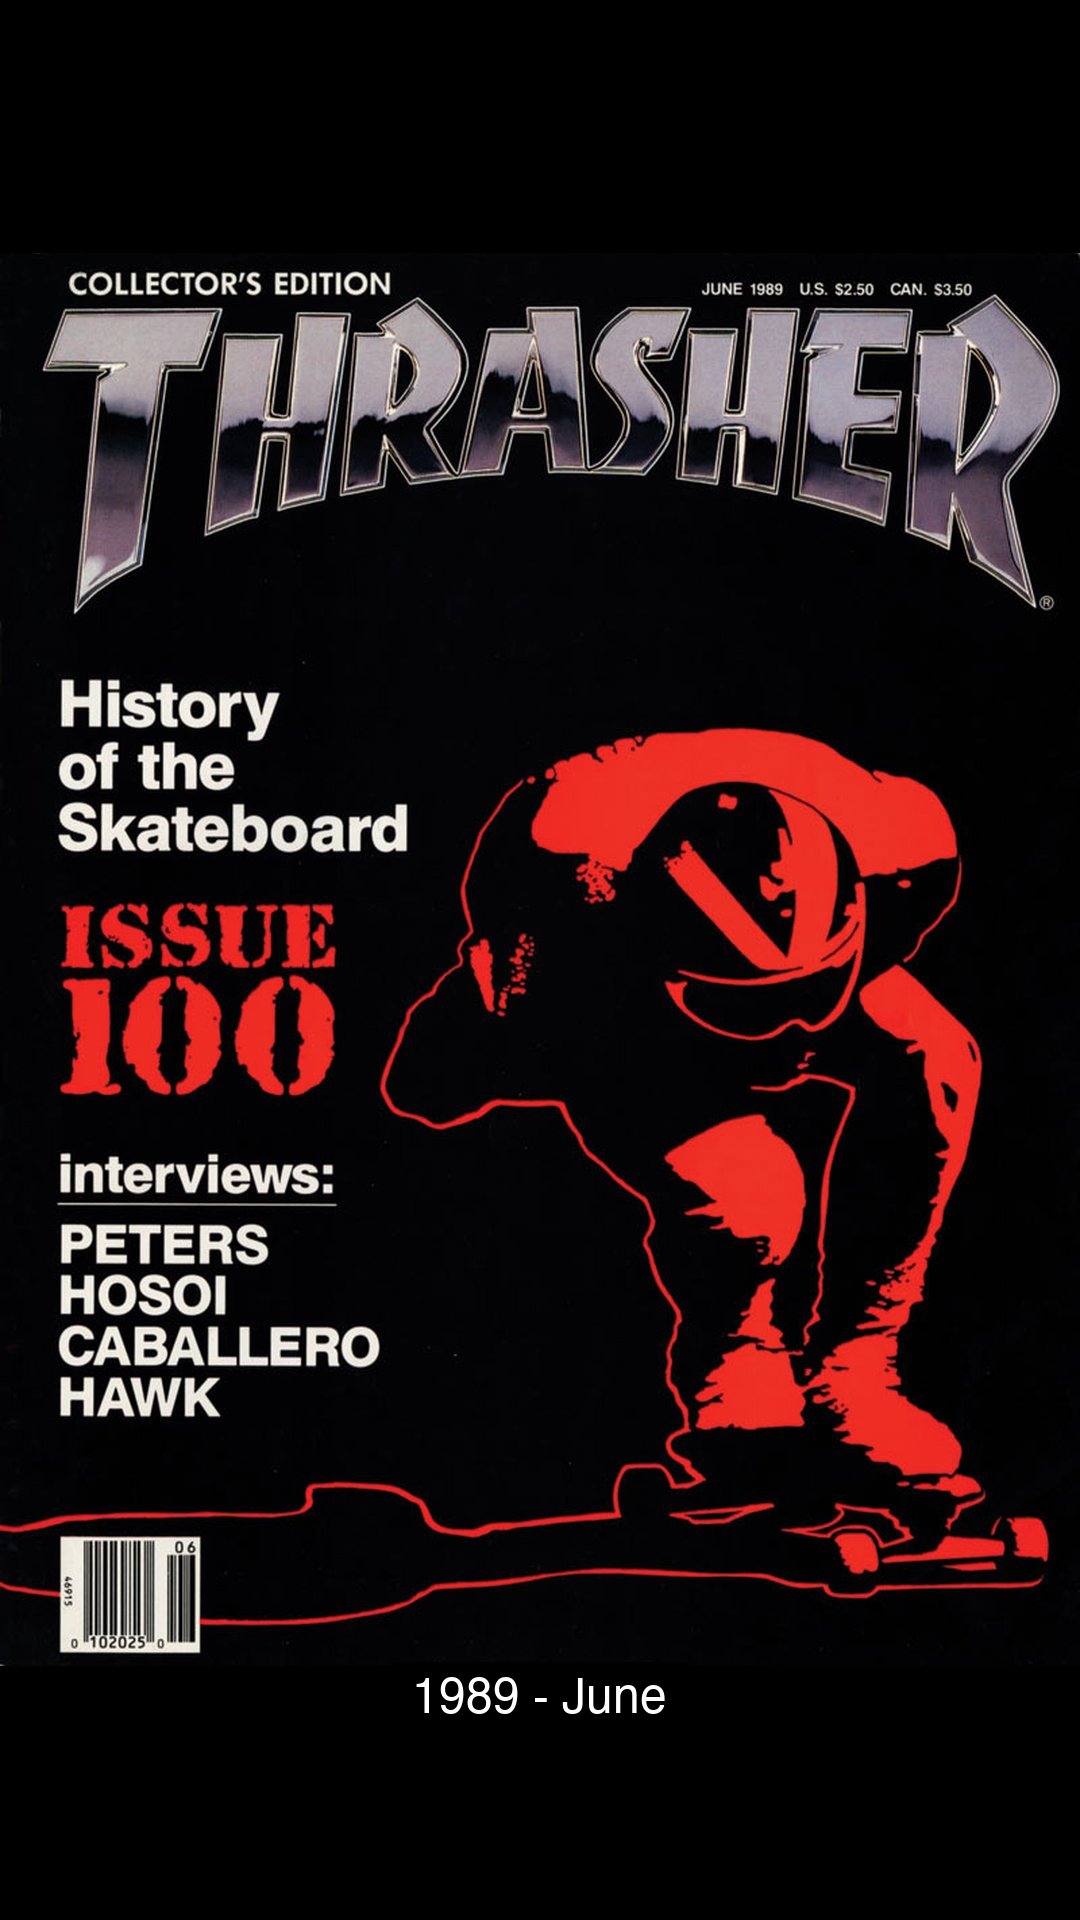 COLLECTOR'S EDITION
JUNE 1989 U.S. $2.50 CAN. $3.50
THRASHER
®
History
of the
Skateboard
ISSUE
100
interviews:
PETERS
HOSOI
CABALLERO
HAWK
06
46915
0 102025 0
1989 - June